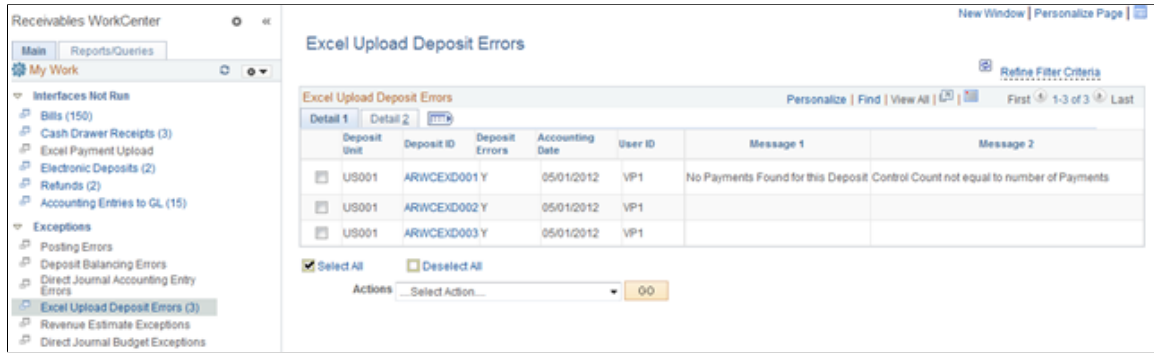 New Window | Personalize Page |
Receivables WorkCenter
Main
Reports/Queries
My Work
Interfaces Not Run
Bills (150)
Cash Drawer Receipts (3)
Excel Payment Upload
Electronic Deposits (2)
Refunds (2)
Accounting Entries to GL (15)
Exceptions
Posting Errors
Deposit Balancing Errors
Direct Journal Accounting Entry
Errors
Excel Upload Deposit Errors (3)
Revenue Estimate Exceptions
Direct Journal Budget Exceptions
Excel Upload Deposit Errors
Refine Filter Criteria
Excel Upload Deposit Errors
Personalize | Find | View All | | First 1-3 of 3 Last
Detail 1 Detail 2
Deposit Unit Deposit ID Deposit Errors Accounting Date User ID Message 1 Message 2
US001 ARWCEXD001 Y 05/01/2012 VP1 No Payments Found for this Deposit Control Count not equal to number of Payments
US001 ARWCEXD002 Y 05/01/2012 VP1
US001 ARWCEXD003 Y 05/01/2012 VP1
Select All Deselect All
Actions ...Select Action... GO